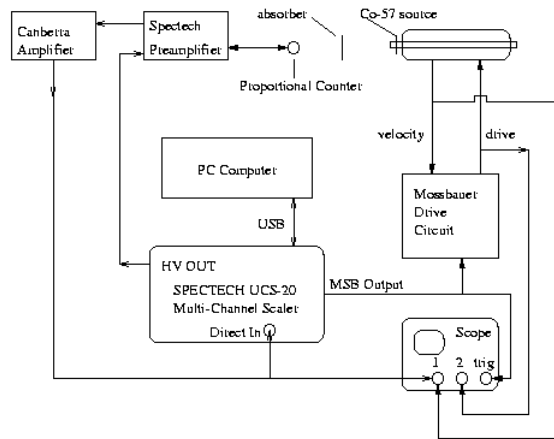 absorber
Co-57 source
Canberra
Amplifier
Spectech
Preamplifier
Proportional Counter
velocity
drive
PC Computer
Mossbauer
Drive
Circuit
USB
HV OUT
SPECTECH UCS-20
Multi-Channel Scaler
Direct In
MSB Output
Scope
1 2 trig